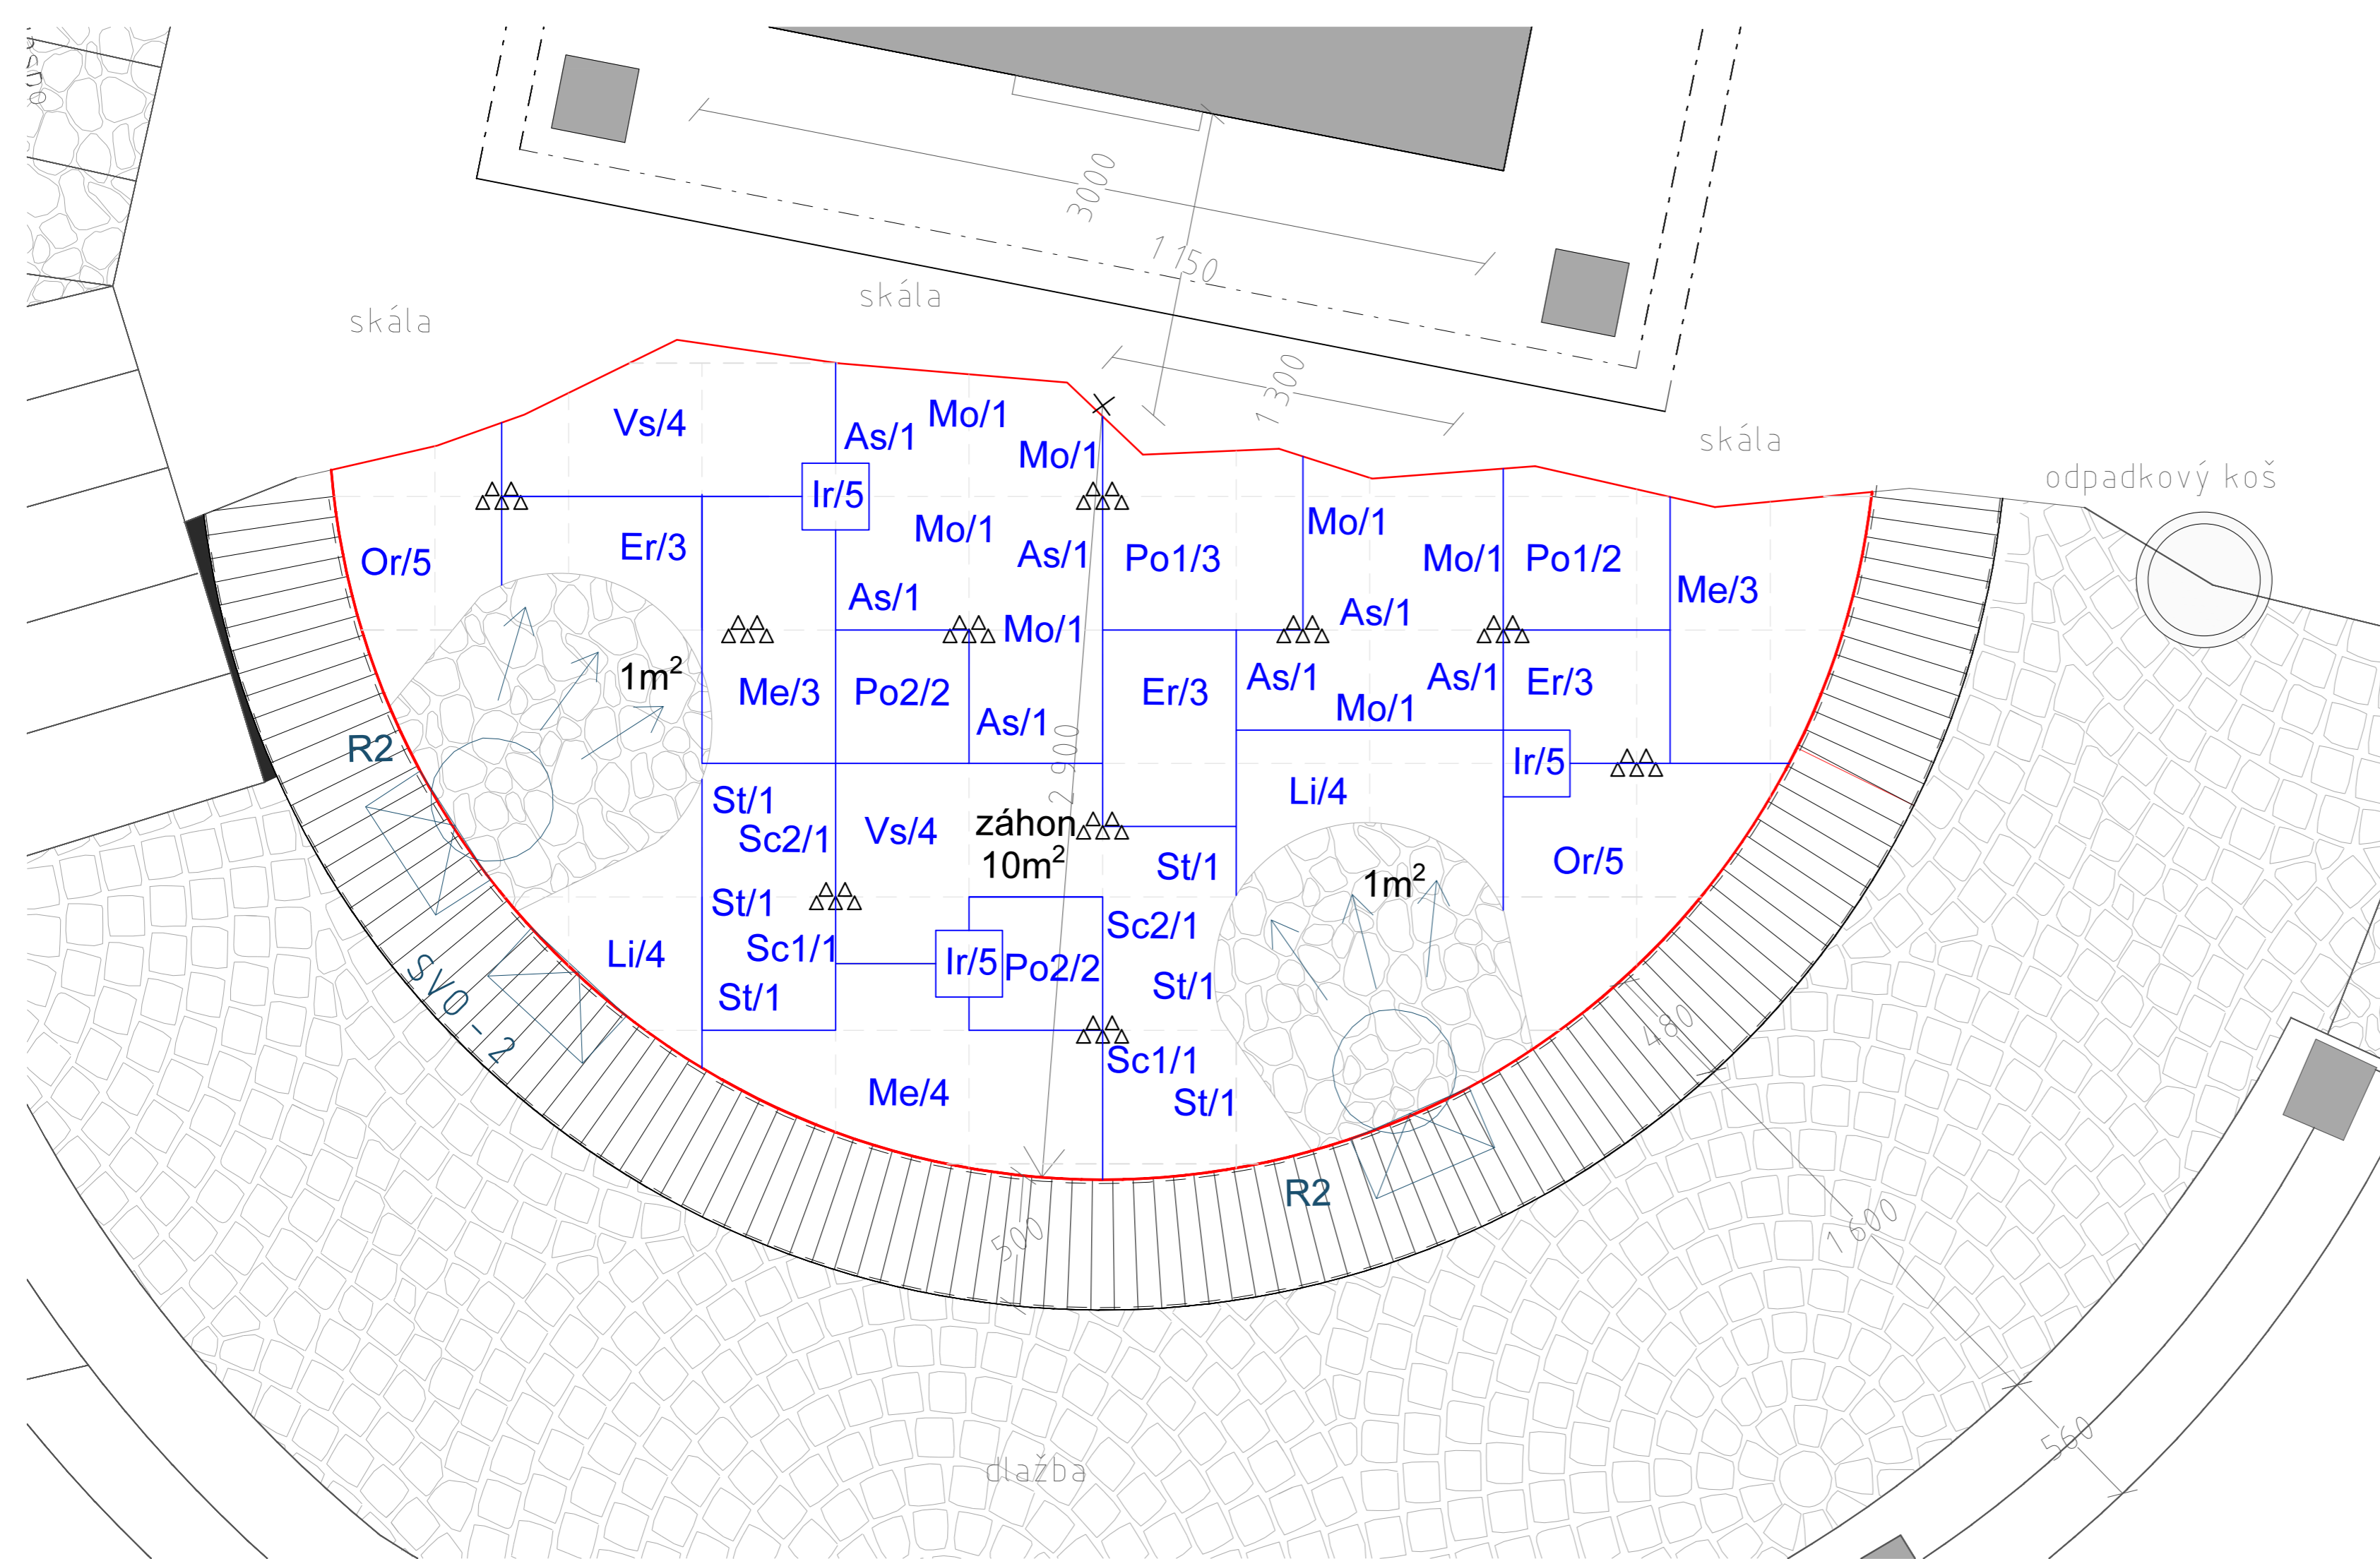 3000
1 150
skála
skála
1 300
skála
odpadkový koš
Vs/4
As/1
Mo/1
Mo/1
Ir/5
Or/5
Er/3
Mo/1
As/1
Po1/3
Mo/1
Mo/1
Po1/2
Me/3
As/1
Mo/1
As/1
1m²
Me/3
Po2/2
As/1
Er/3
As/1
Mo/1
As/1
Er/3
R2
2 900
Ir/5
St/1
Sc2/1
Vs/4
záhon
10m²
Li/4
St/1
1m²
Or/5
St/1
Sc2/1
Li/4
Sc1/1
Ir/5
Po2/2
St/1
St/1
SVO - 2
480
Sc1/1
Me/4
St/1
R2
500
1600
550
dlažba